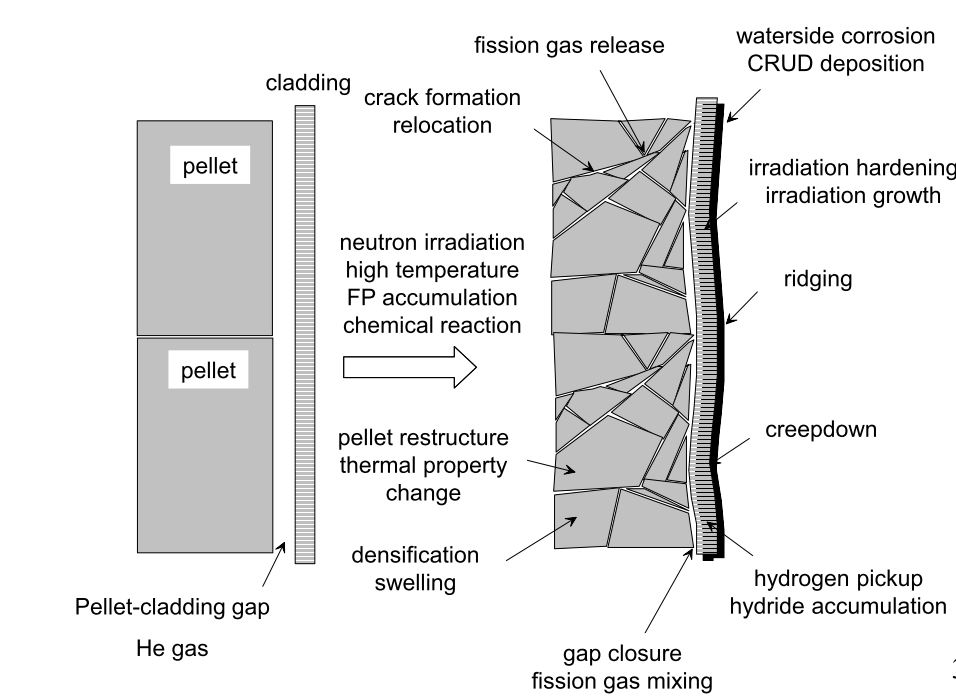 fission gas release
waterside corrosion
CRUD deposition
cladding
crack formation
relocation
pellet
irradiation hardening
irradiation growth
neutron irradiation
high temperature
FP accumulation
chemical reaction
ridging
pellet
creepdown
pellet restructure
thermal property
change
densification
swelling
hydrogen pickup
hydride accumulation
Pellet-cladding gap
He gas
gap closure
fission gas mixing